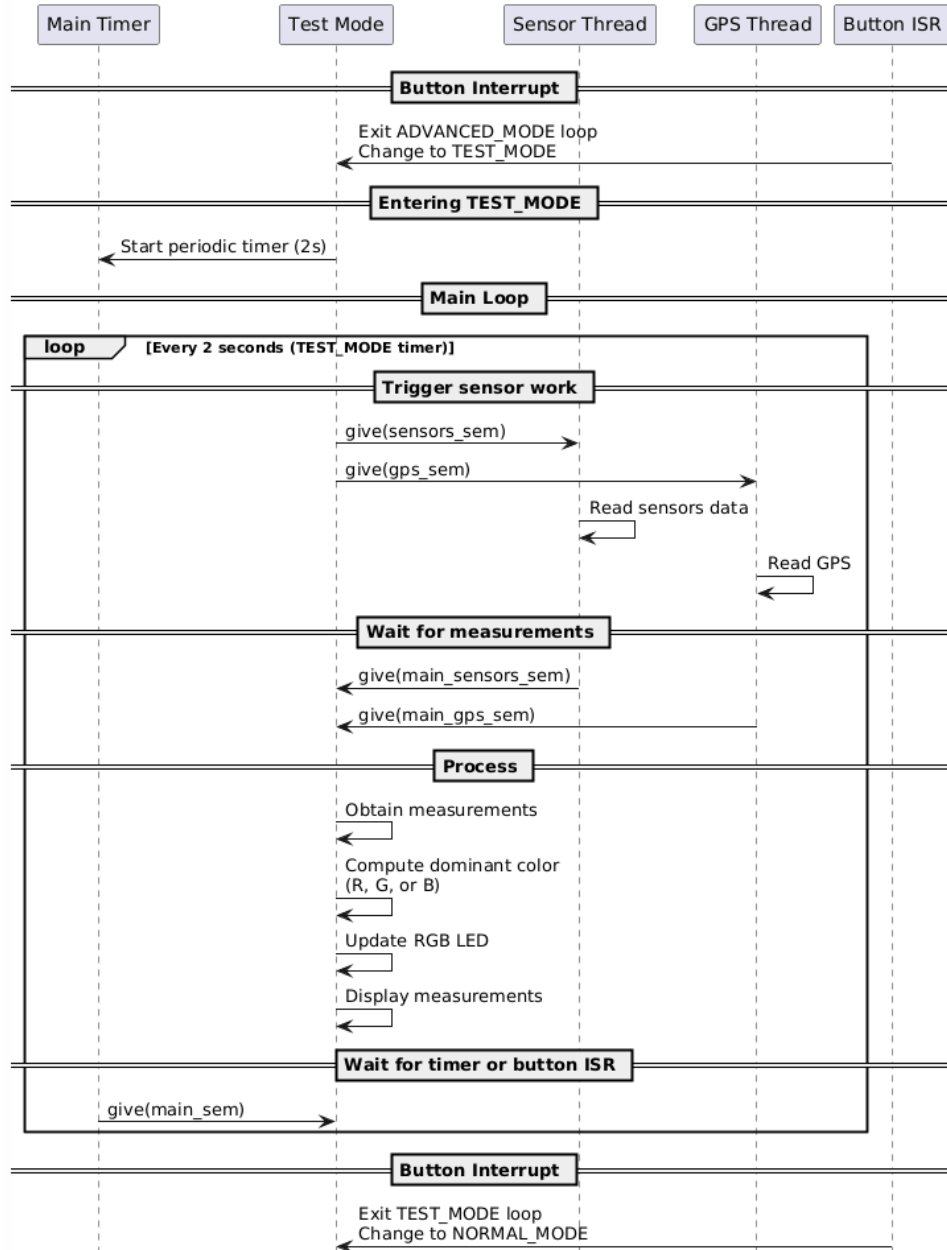 Main Timer
Test Mode
Sensor Thread
GPS Thread
Button ISR
Button Interrupt
Exit ADVANCED_MODE loop
Change to TEST_MODE
Entering TEST_MODE
Start periodic timer (2s)
Main Loop
loop [Every 2 seconds (TEST_MODE timer)]
Trigger sensor work
give(sensors_sem)
give(gps_sem)
Read sensors data
Read GPS
Wait for measurements
give(main_sensors_sem)
give(main_gps_sem)
Process
Obtain measurements
Compute dominant color
(R, G, or B)
Update RGB LED
Display measurements
Wait for timer or button ISR
give(main_sem)
Button Interrupt
Exit TEST_MODE loop
Change to NORMAL_MODE